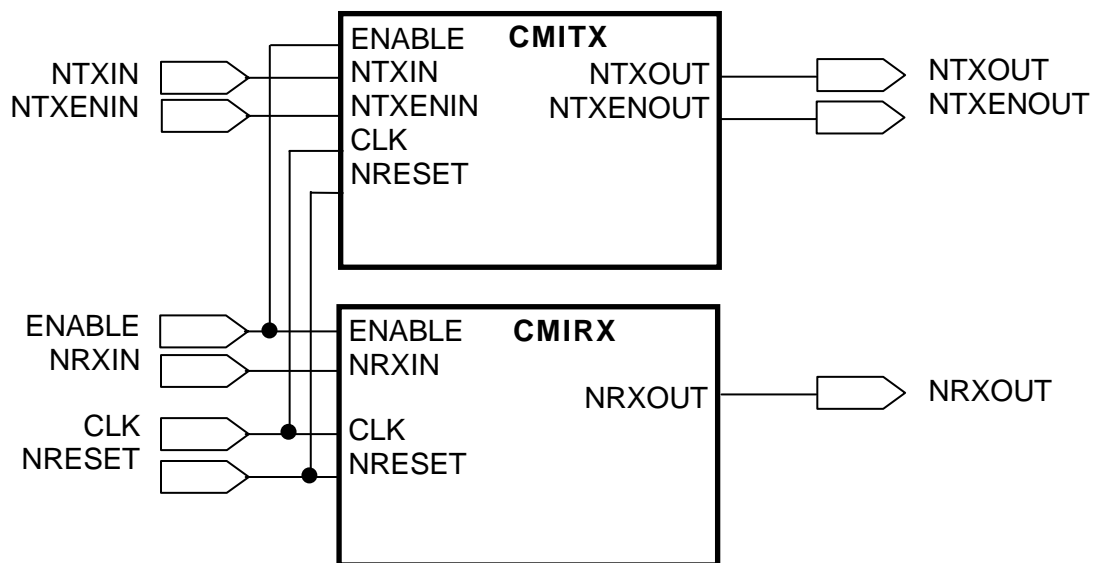 ENABLE CMITX
NTXIN NTXIN NTXOUT NTXOUT
NTXENIN NTXENIN NTXENOUT NTXENOUT
CLK
NRESET
ENABLE ENABLE CMIRX
NRXIN NRXIN
NRXOUT NRXOUT
CLK CLK
NRESET NRESET